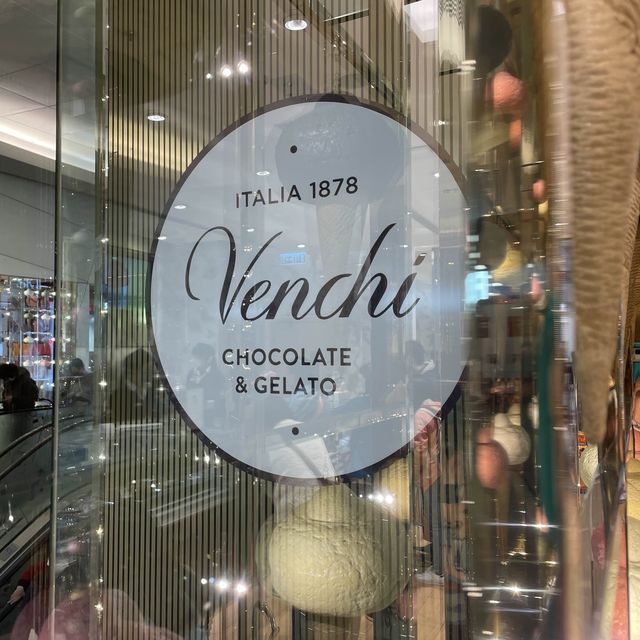 ITALIA 1878
Venchi
CHOCOLATE
& GELATO